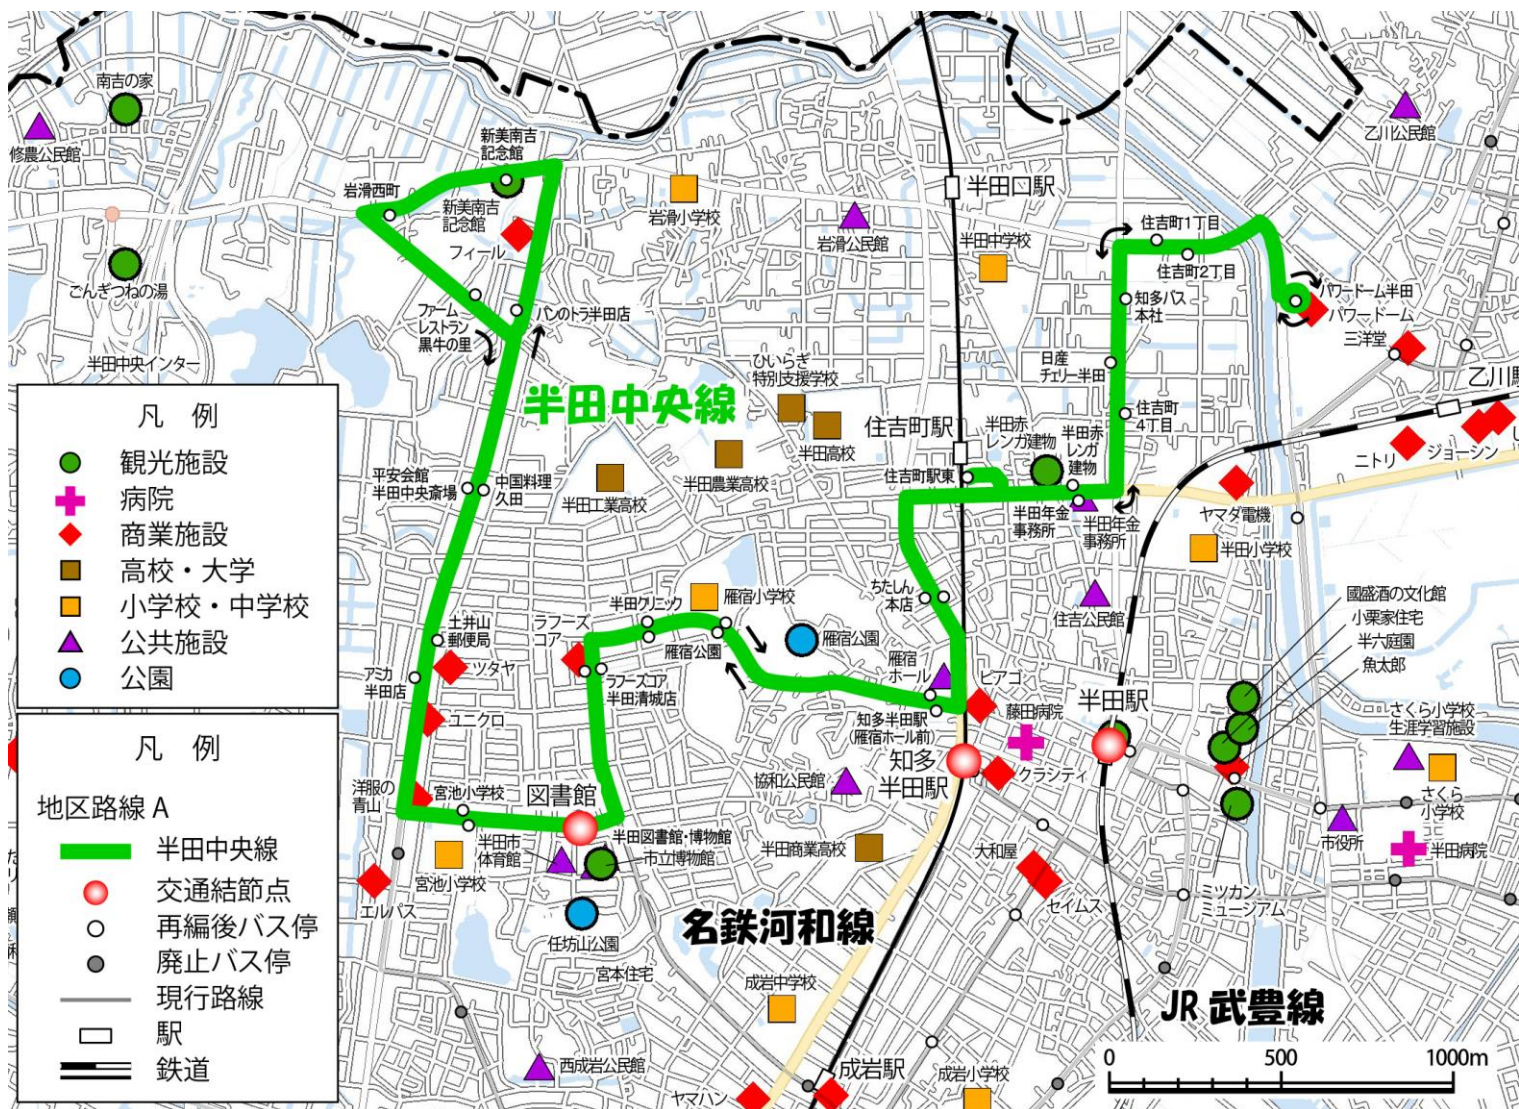 南吉の家
修農公民館
ごんぎつねの湯
半田中央インター
新美南吉
記念館
岩滑西町
新美南吉
記念館
フィール
岩滑小学校
岩滑公民館
半田口駅
半田中学校
乙川公民館
住吉町1丁目
住吉町2丁目
知多バス
本社
日産
チェリー半田
住吉町
4丁目
パワードーム半田
パワードーム
三洋堂
乙川駅
ジョーシン
ニトリ
ヤマダ電機
半田小学校
ファーム
レストラン
黒牛の里
パンのトラ半田店
半田中央線
ひいらぎ
特別支援学校
半田高校
半田農業高校
半田工業高校
住吉町駅
住吉町駅東
半田赤
レンガ建物
半田赤
レンガ
建物
半田年金
事務所
半田年金
事務所
平安会館
半田中央斎場
中国料理
久田
土井山
郵便局
アミカ
半田店
ツタヤ
ユニクロ
洋服の
青山
エルパス
ラフーズ
コア
ラフーズコア
半田清城店
半田クリニック
雁宿小学校
雁宿公園
雁宿公園
ちたしん
本店
雁宿
ホール
知多半田駅
(雁宿ホール前)
ピアゴ
住吉公民館
藤田病院
知多
半田駅
クラシティ
半田駅
國盛酒の文化館
小栗家住宅
半六庭園
魚太郎
さくら小学校
生涯学習施設
さくら
小学校
市役所
半田病院
ミツカン
ミュージアム
宮池小学校
宮池小学校
図書館
半田市
体育館
半田図書館・博物館
市立博物館
任坊山公園
宮本住宅
協和公民館
半田商業高校
大和屋
セイムス
名鉄河和線
JR 武豊線
成岩中学校
西成岩公民館
ヤマハン
成岩駅
成岩小学校
0 500 1000m
凡 例
観光施設
病院
商業施設
高校・大学
小学校・中学校
公共施設
公園
凡 例
地区路線 A
半田中央線
交通結節点
再編後バス停
廃止バス停
現行路線
駅
鉄道